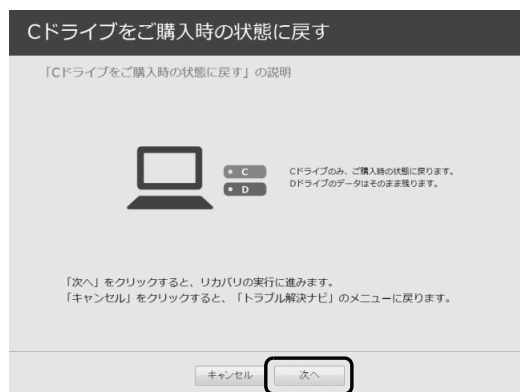 Cドライブをご購入時の状態に戻す
「Cドライブをご購入時の状態に戻す」の説明
C
D
Cドライブのみ、ご購入時の状態に戻ります。
Dドライブのデータはそのまま残ります。
「次へ」をクリックすると、リカバリの実行に進みます。
「キャンセル」をクリックすると、「トラブル解決ナビ」のメニューに戻ります。
キャンセル 次へ